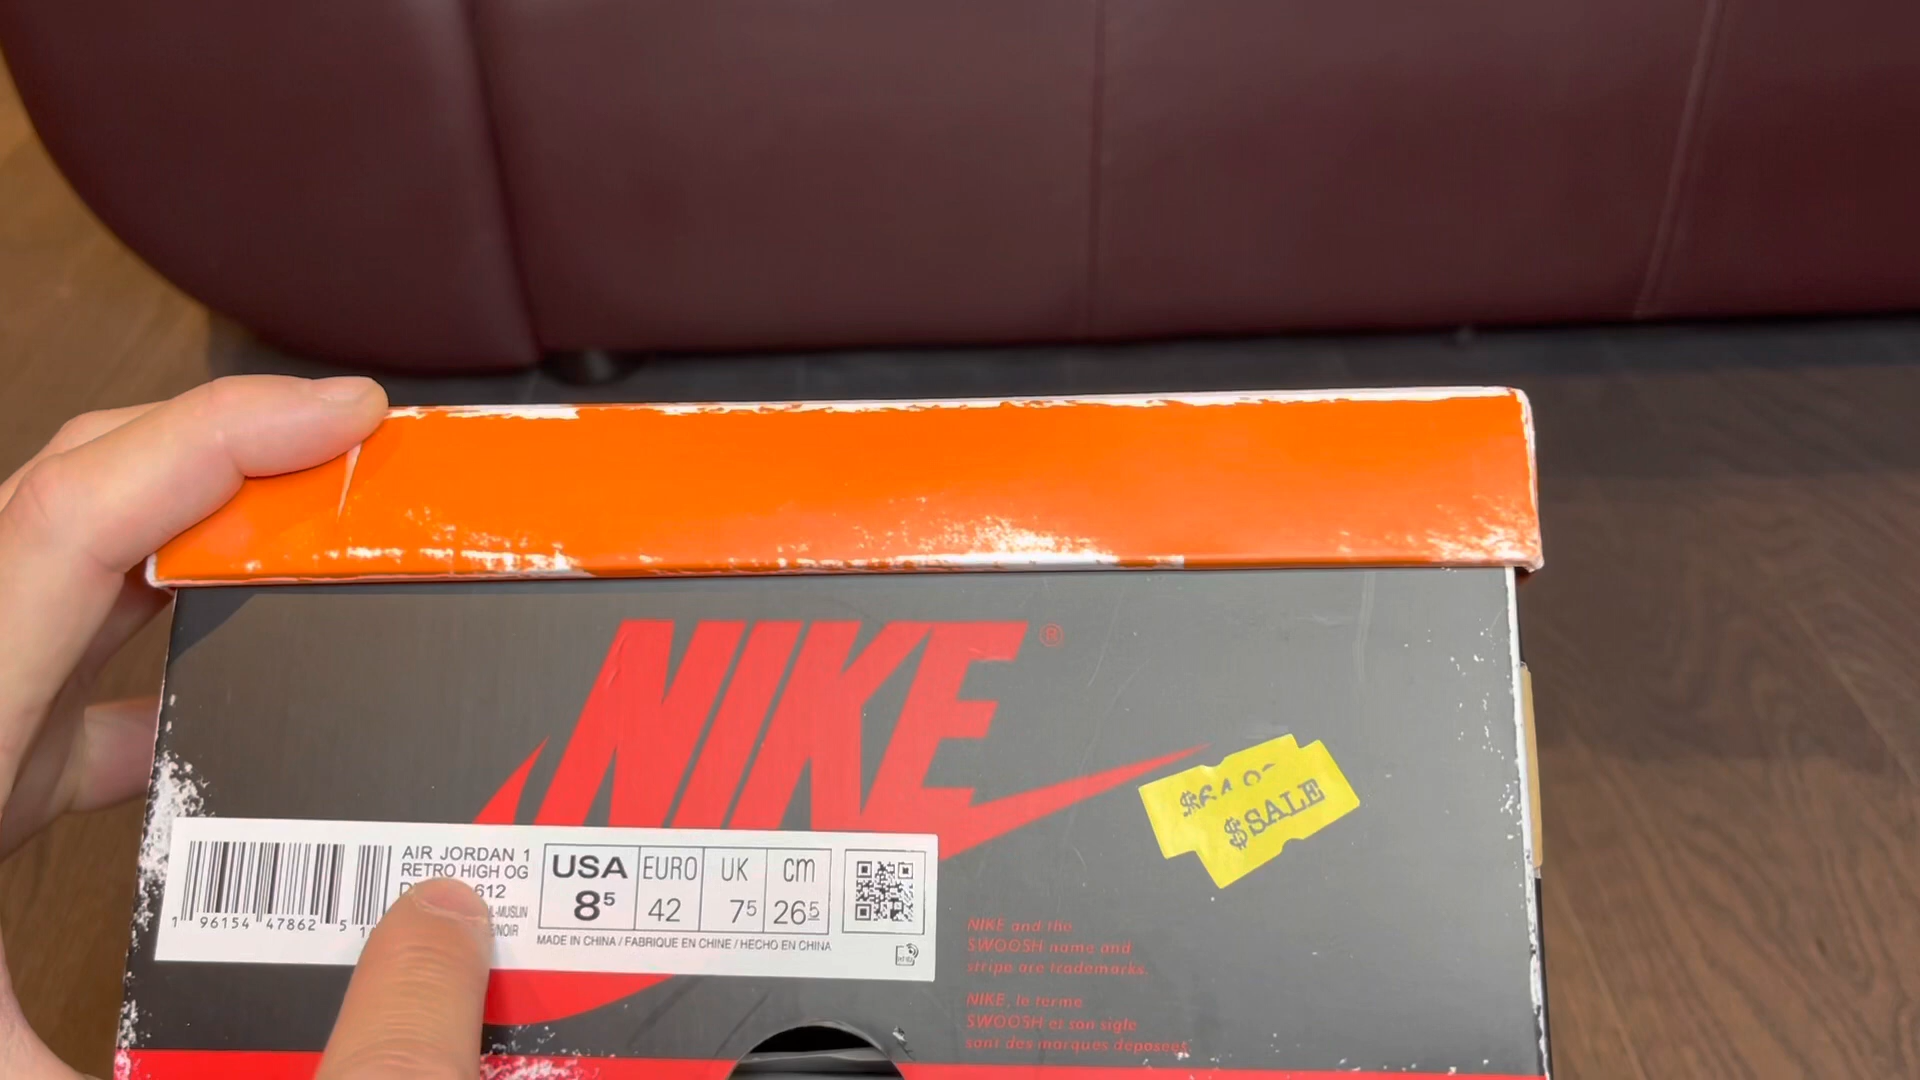 NIKE®
$SALE
AIR JORDAN 1
RETRO HIGH OG
612
L-MUSLIN
/NOIR
1 96154 47862 5
USA EURO UK cm
8⁵ 42 7⁵ 26⁵
MADE IN CHINA / FABRIQUE EN CHINE / HECHO EN CHINA
NIKE and the
SWOOSH name and
stripe are trademarks.
NIKE, le terme
SWOOSH et son sigle
sont des marques deposees